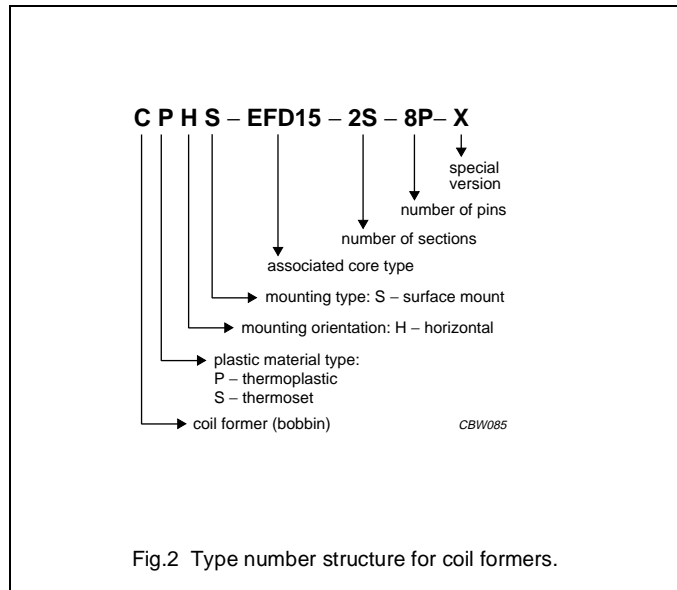 C P H S – EFD15 – 2S – 8P– X
special
version
number of pins
number of sections
associated core type
mounting type: S – surface mount
mounting orientation: H – horizontal
plastic material type:
P – thermoplastic
S – thermoset
coil former (bobbin)
CBW085
Fig.2 Type number structure for coil formers.